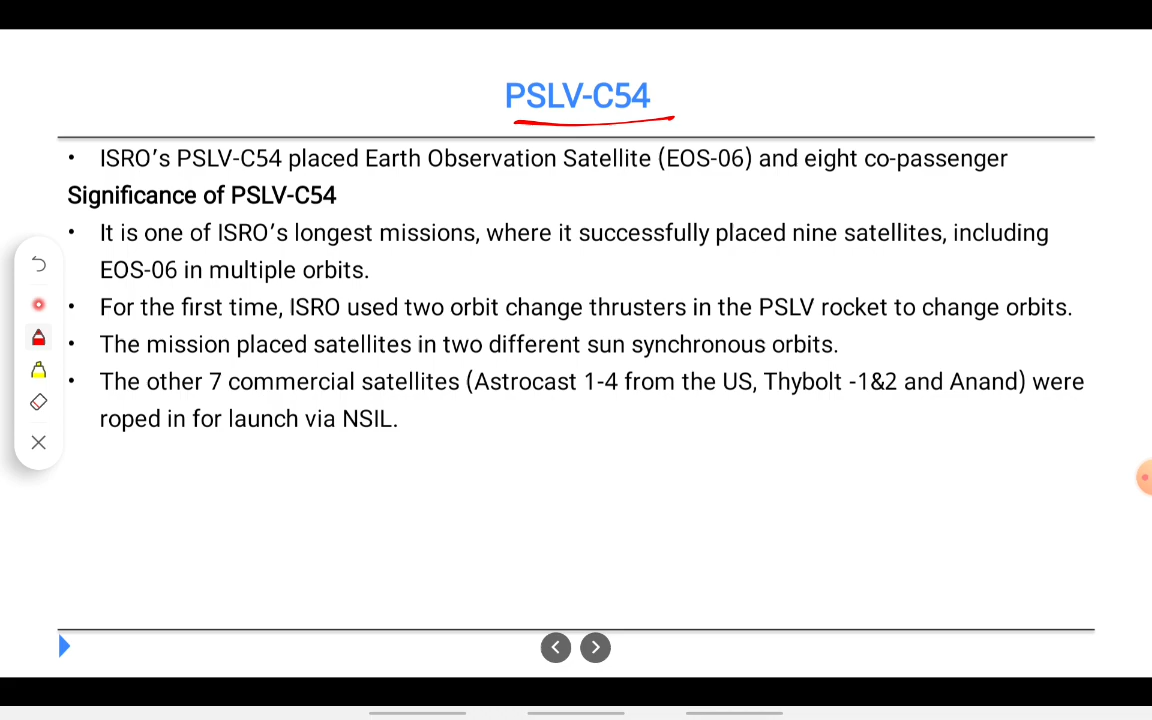 PSLV-C54
• ISRO’s PSLV-C54 placed Earth Observation Satellite (EOS-06) and eight co-passenger
Significance of PSLV-C54
• It is one of ISRO’s longest missions, where it successfully placed nine satellites, including
EOS-06 in multiple orbits.
• For the first time, ISRO used two orbit change thrusters in the PSLV rocket to change orbits.
• The mission placed satellites in two different sun synchronous orbits.
• The other 7 commercial satellites (Astrocast 1-4 from the US, Thybolt -1&2 and Anand) were
roped in for launch via NSIL.